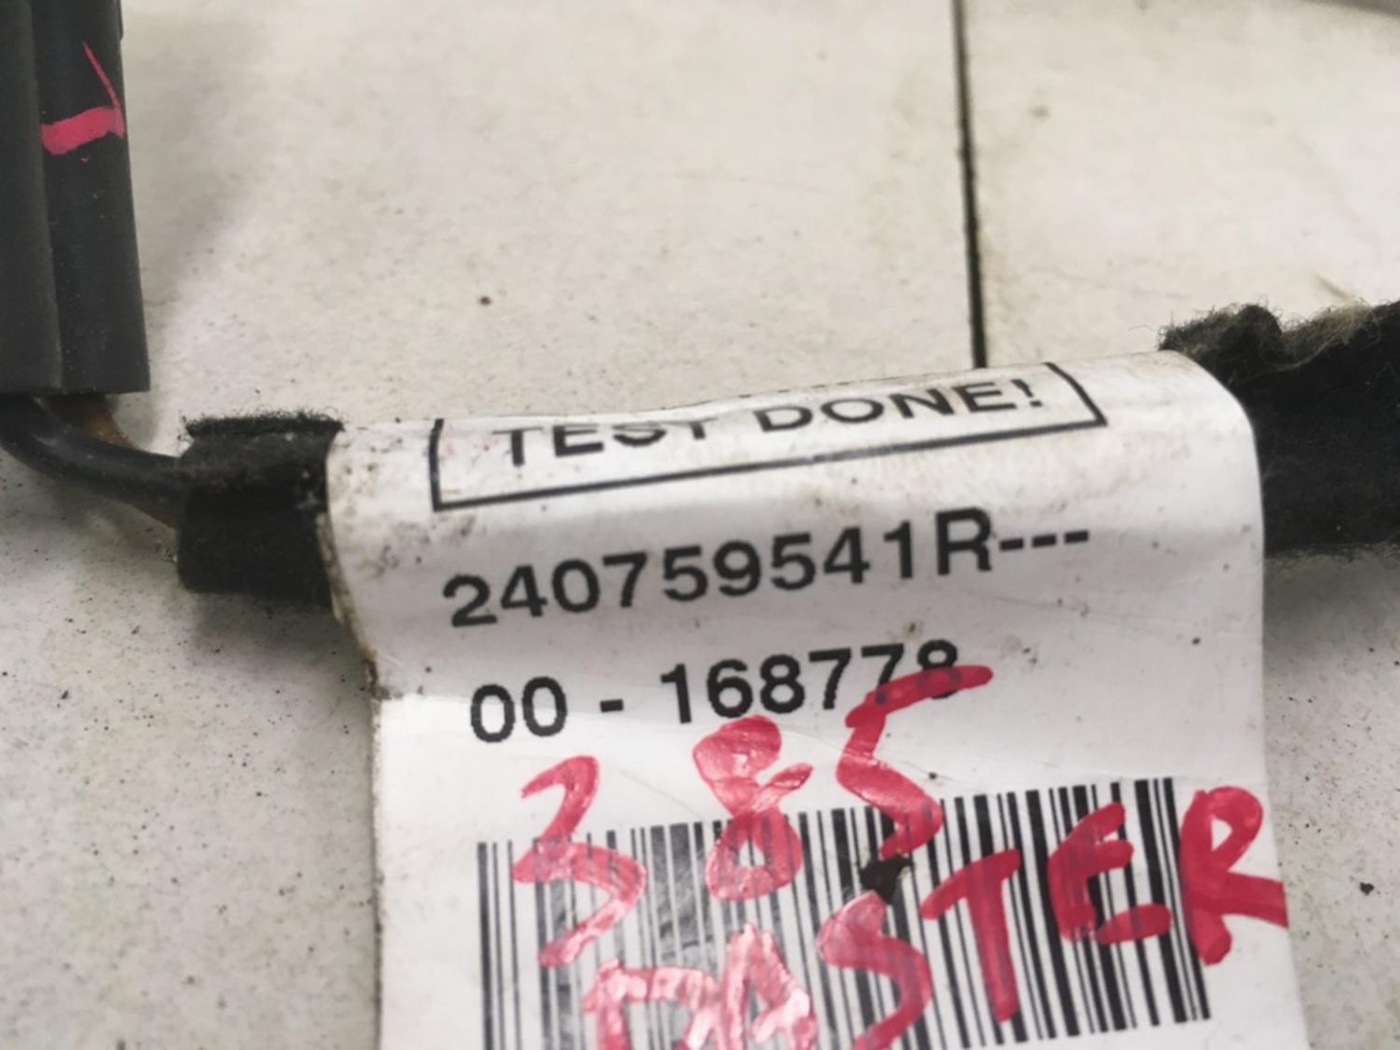 TEST DONE!
240759541R---
00 - 168778
385
DASTER